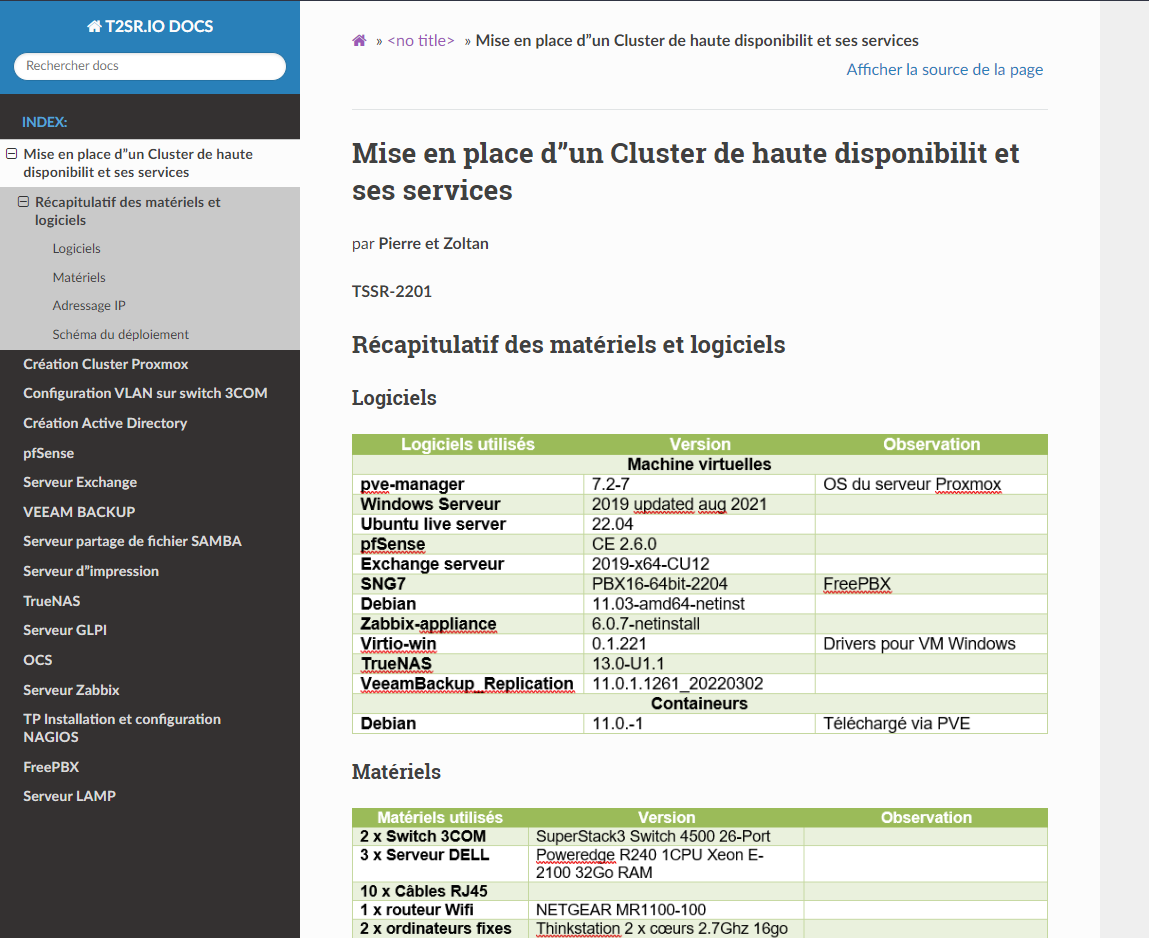 T2SR.IO DOCS
Rechercher docs
INDEX:
Mise en place d”un Cluster de haute
disponibilit et ses services
Récapitulatif des matériels et
logiciels
Logiciels
Matériels
Adressage IP
Schéma du déploiement
Création Cluster Proxmox
Configuration VLAN sur switch 3COM
Création Active Directory
pfSense
Serveur Exchange
VEEAM BACKUP
Serveur partage de fichier SAMBA
Serveur d”impression
TrueNAS
Serveur GLPI
OCS
Serveur Zabbix
TP Installation et configuration
NAGIOS
FreePBX
Serveur LAMP
» <no title> » Mise en place d”un Cluster de haute disponibilit et ses services
Afficher la source de la page
Mise en place d”un Cluster de haute disponibilit et
ses services
par Pierre et Zoltan
TSSR-2201
Récapitulatif des matériels et logiciels
Logiciels
Logiciels utilisés Version Observation
Machine virtuelles
pve-manager 7.2-7 OS du serveur Proxmox
Windows Serveur 2019 updated aug 2021
Ubuntu live server 22.04
pfSense CE 2.6.0
Exchange serveur 2019-x64-CU12
SNG7 PBX16-64bit-2204 FreePBX
Debian 11.03-amd64-netinst
Zabbix-appliance 6.0.7-netinstall
Virtio-win 0.1.221 Drivers pour VM Windows
TrueNAS 13.0-U1.1
VeeamBackup_Replication 11.0.1.1261_20220302
Containeurs
Debian 11.0.-1 Téléchargé via PVE
Matériels
Matériels utilisés Version Observation
2 x Switch 3COM SuperStack3 Switch 4500 26-Port
3 x Serveur DELL Poweredge R240 1CPU Xeon E-
2100 32Go RAM
10 x Câbles RJ45
1 x routeur Wifi NETGEAR MR1100-100
2 x ordinateurs fixes Thinkstation 2 x cœurs 2.7Ghz 16go